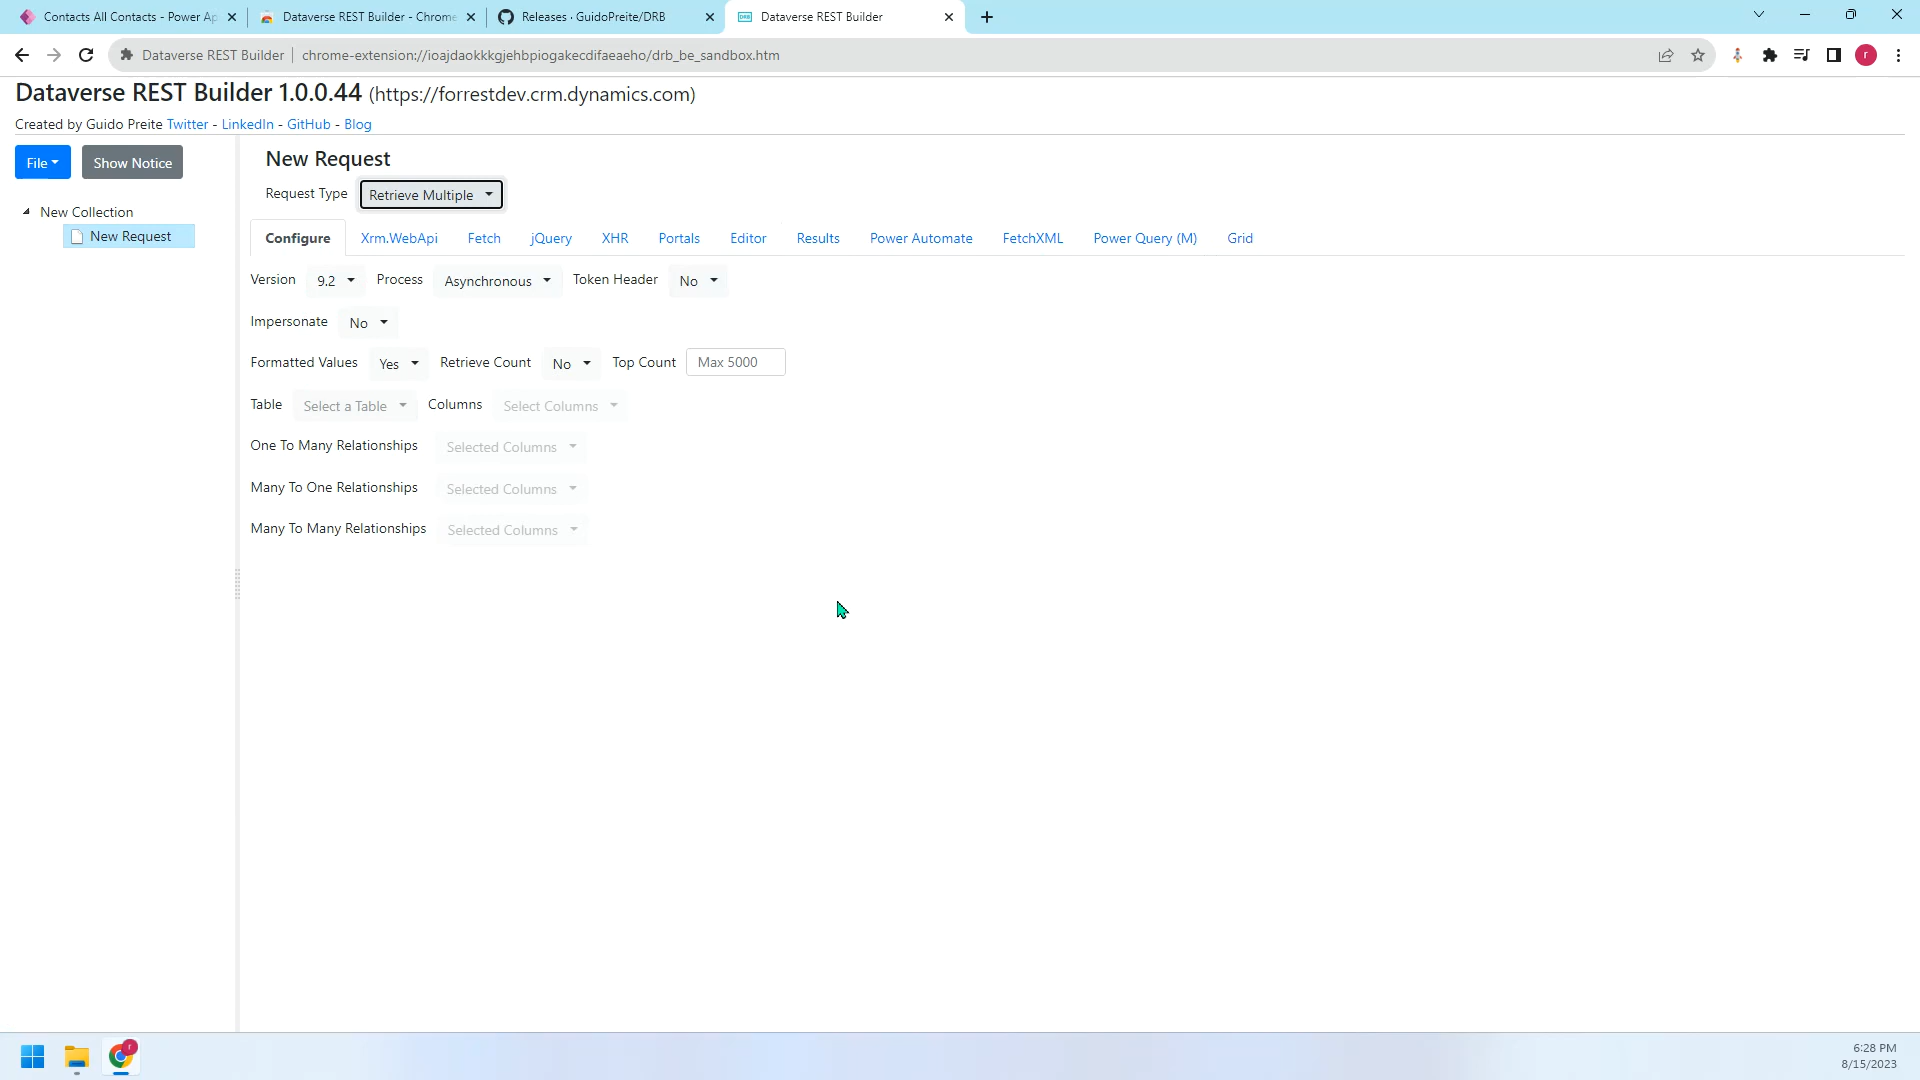 Contacts All Contacts - Power Ap
Dataverse REST Builder - Chrome
Releases · GuidoPreite/DRB
Dataverse REST Builder
Dataverse REST Builder | chrome-extension://ioajdaokkkgjehbpiogakecdifaeaeho/drb_be_sandbox.htm
r
Dataverse REST Builder 1.0.0.44 (https://forrestdev.crm.dynamics.com)
Created by Guido Preite Twitter - LinkedIn - GitHub - Blog
File
Show Notice
New Collection
New Request
New Request
Request Type Retrieve Multiple
Configure Xrm.WebApi Fetch jQuery XHR Portals Editor Results Power Automate FetchXML Power Query (M) Grid
Version 9.2 Process Asynchronous Token Header No
Impersonate No
Formatted Values Yes Retrieve Count No Top Count Max 5000
Table Select a Table Columns Select Columns
One To Many Relationships Selected Columns
Many To One Relationships Selected Columns
Many To Many Relationships Selected Columns
DRB
r
6:28 PM
8/15/2023